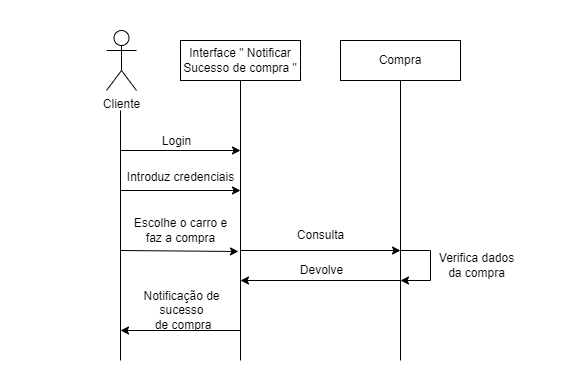 Interface " Notificar
Sucesso de compra "
Compra
Cliente
Login
Introduz credenciais
Escolhe o carro e
faz a compra
Consulta
Verifica dados
da compra
Devolve
Notificação de
sucesso
de compra